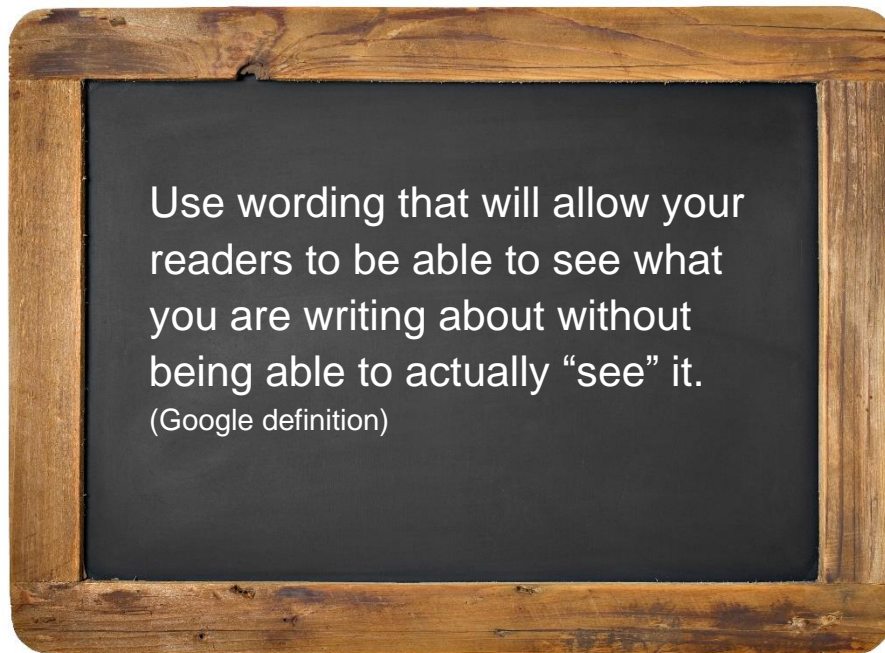 Use wording that will allow your
readers to be able to see what
you are writing about without
being able to actually “see” it.
(Google definition)